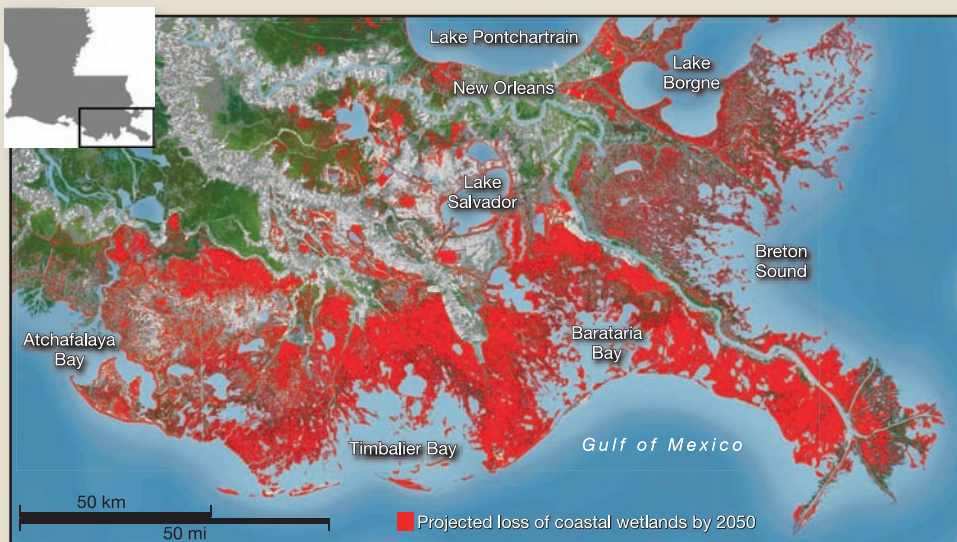 Lake Pontchartrain
Lake
Borgne
New Orleans
Lake
Salvador
Breton
Sound
Atchafalaya
Bay
Barataria
Bay
Timbalier Bay
Gulf of Mexico
50 km
50 mi
Projected loss of coastal wetlands by 2050